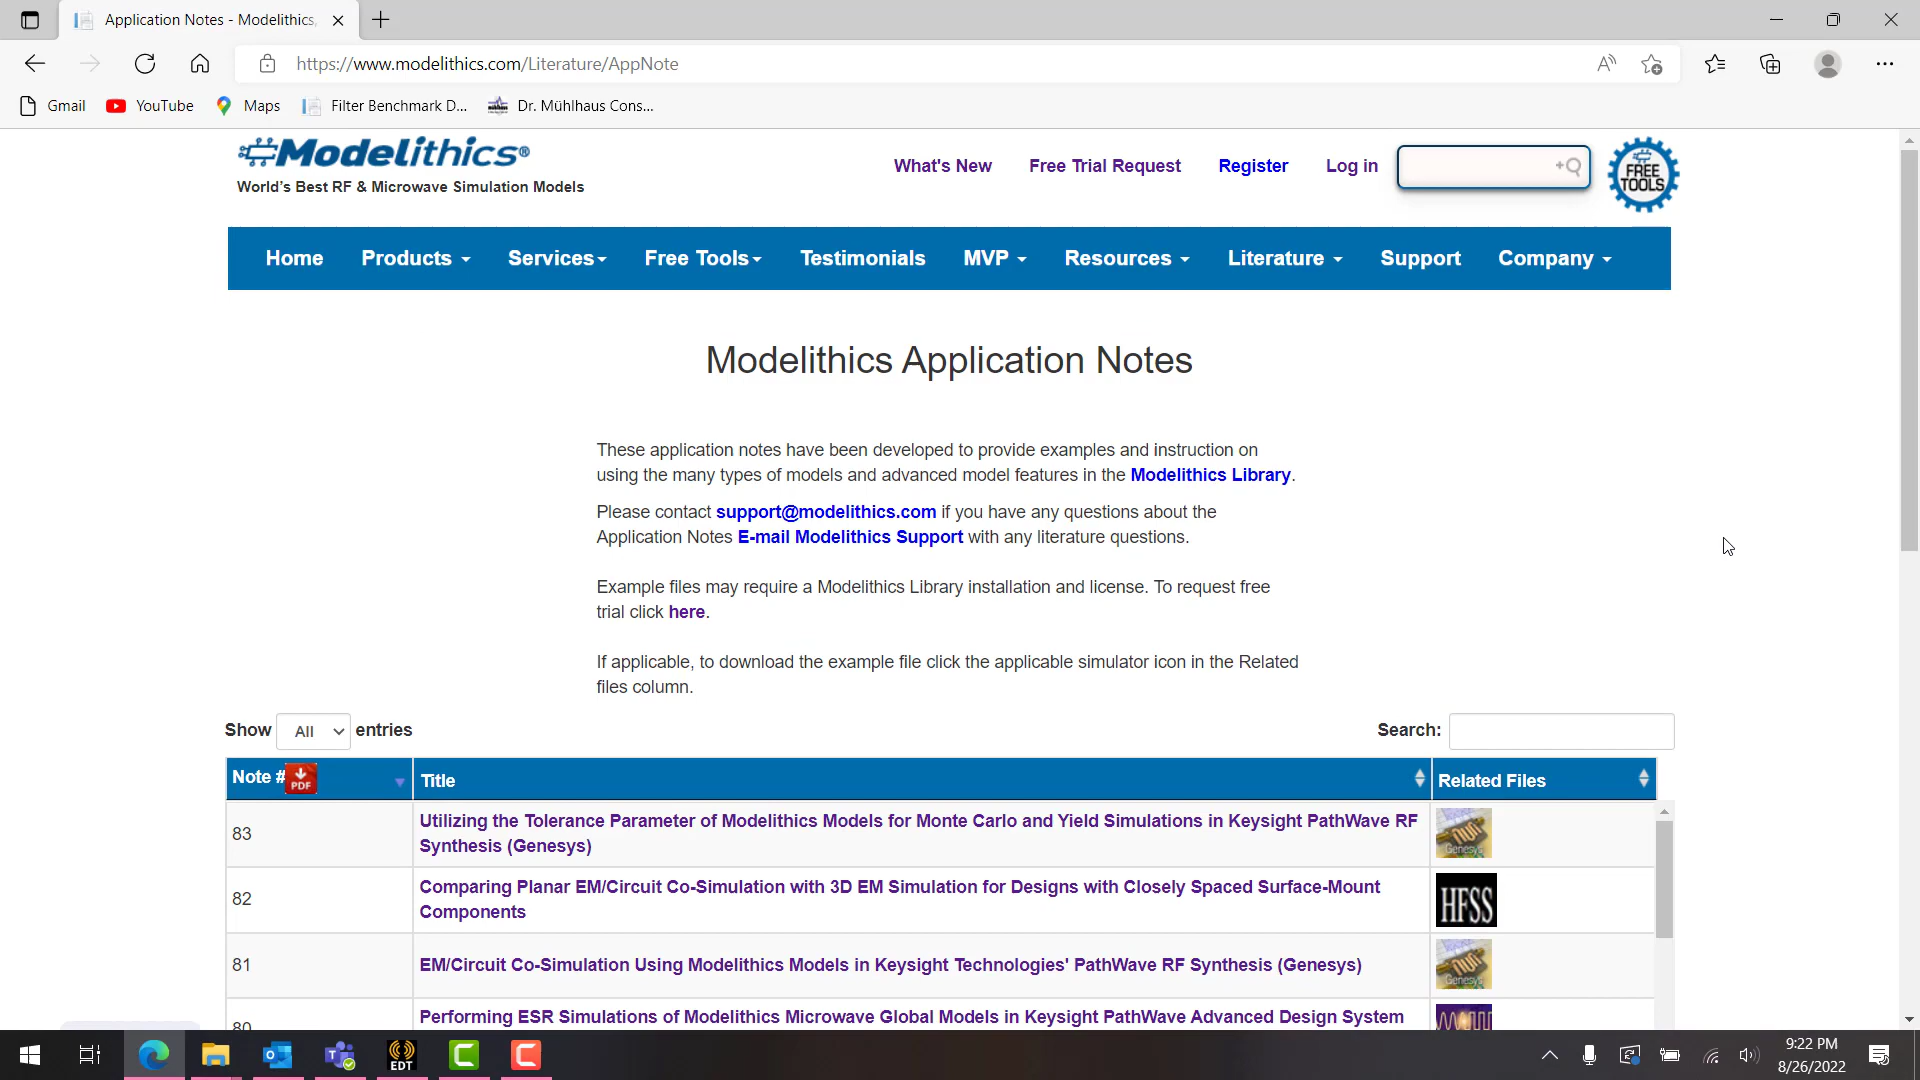 Application Notes - Modelithics,
https://www.modelithics.com/Literature/AppNote
Gmail YouTube Maps Filter Benchmark D... Dr. Mühlhaus Cons...
Modelithics®
World's Best RF & Microwave Simulation Models
What's New Free Trial Request Register Log in
FREE
TOOLS
Home Products Services Free Tools Testimonials MVP Resources Literature Support Company
Modelithics Application Notes
These application notes have been developed to provide examples and instruction on
using the many types of models and advanced model features in the Modelithics Library.
Please contact support@modelithics.com if you have any questions about the
Application Notes E-mail Modelithics Support with any literature questions.
Example files may require a Modelithics Library installation and license. To request free
trial click here.
If applicable, to download the example file click the applicable simulator icon in the Related
files column.
Show All entries Search:
Note # PDF Title Related Files
83 Utilizing the Tolerance Parameter of Modelithics Models for Monte Carlo and Yield Simulations in Keysight PathWave RF
Synthesis (Genesys)
Genesys
82 Comparing Planar EM/Circuit Co-Simulation with 3D EM Simulation for Designs with Closely Spaced Surface-Mount
Components
HFSS
81 EM/Circuit Co-Simulation Using Modelithics Models in Keysight Technologies' PathWave RF Synthesis (Genesys)
Genesys
80 Performing ESR Simulations of Modelithics Microwave Global Models in Keysight PathWave Advanced Design System
EDT
9:22 PM
8/26/2022